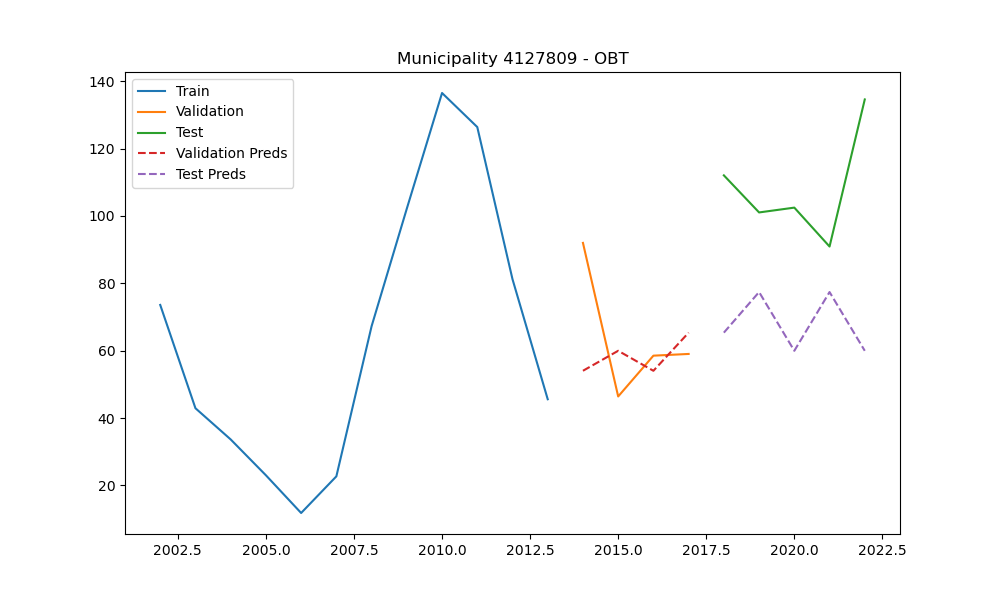 Municipality 4127809 - OBT
Train
Validation
Test
Validation Preds
Test Preds
140
120
100
80
60
40
20
2002.5 2005.0 2007.5 2010.0 2012.5 2015.0 2017.5 2020.0 2022.5